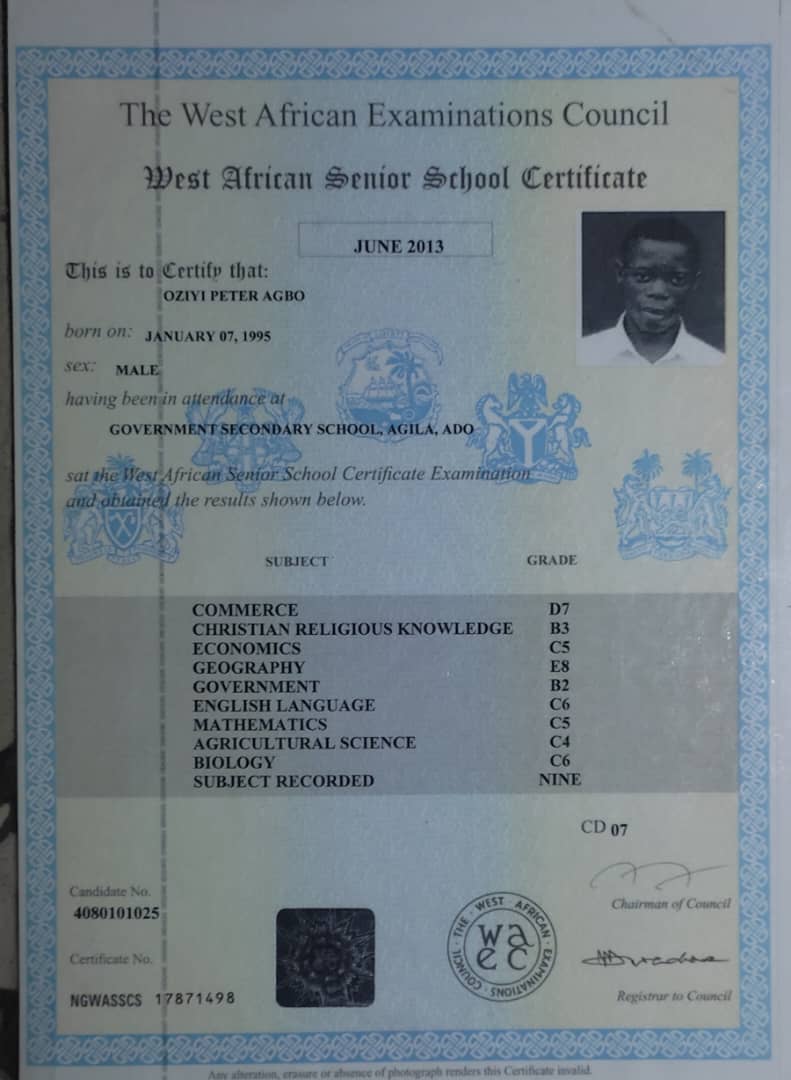 The West African Examinations Council
West African Senior School Certificate
JUNE 2013
This is to Certify that:
OZIYI PETER AGBO
born on: JANUARY 07, 1995
sex: MALE
having been in attendance at
GOVERNMENT SECONDARY SCHOOL, AGILA, ADO
sat the West African Senior School Certificate Examination
and obtained the results shown below.
SUBJECT GRADE
COMMERCE D7
CHRISTIAN RELIGIOUS KNOWLEDGE B3
ECONOMICS C5
GEOGRAPHY E8
GOVERNMENT B2
ENGLISH LANGUAGE C6
MATHEMATICS C5
AGRICULTURAL SCIENCE C4
BIOLOGY C6
SUBJECT RECORDED NINE
CD 07
Candidate No.
4080101025
Chairman of Council
THE WEST AFRICAN EXAMINATIONS COUNCIL
waec
Certificate No.
NGWASSCS 17871498
Registrar to Council
Any alteration, erasure or absence of photograph renders this Certificate invalid.